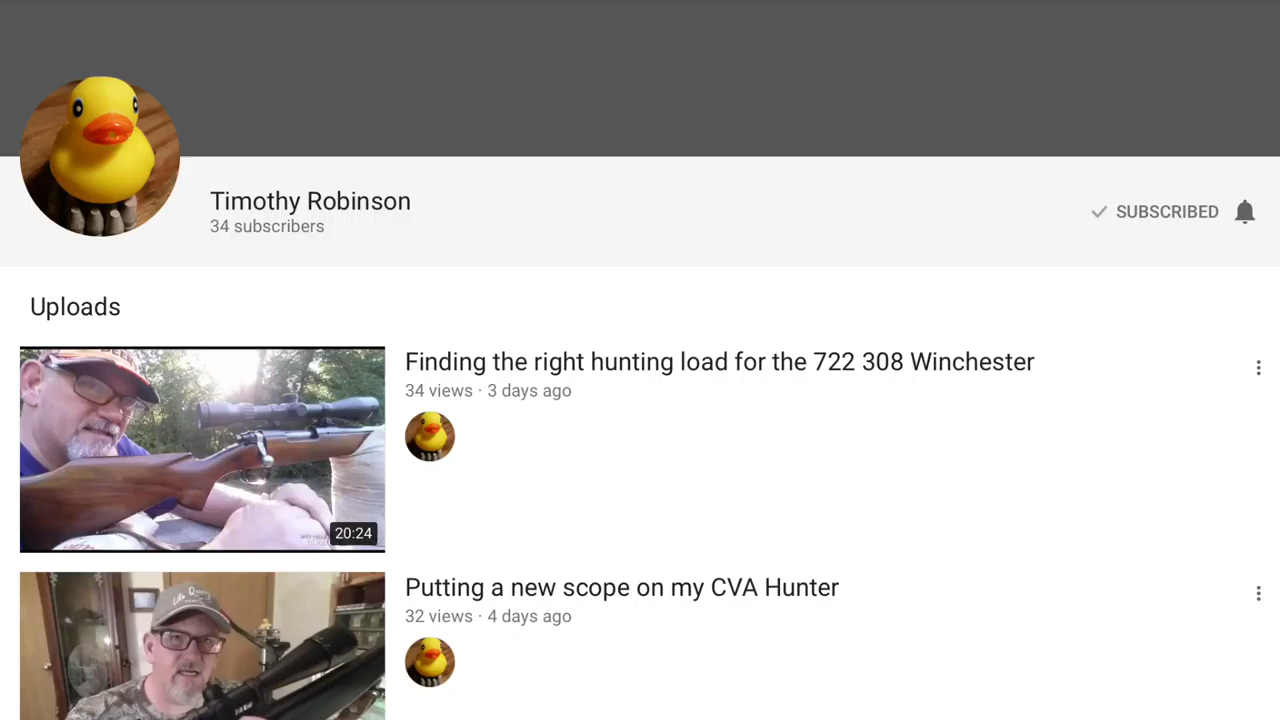 Timothy Robinson
34 subscribers
SUBSCRIBED
Uploads
Finding the right hunting load for the 722 308 Winchester
34 views · 3 days ago
20:24
Putting a new scope on my CVA Hunter
32 views · 4 days ago